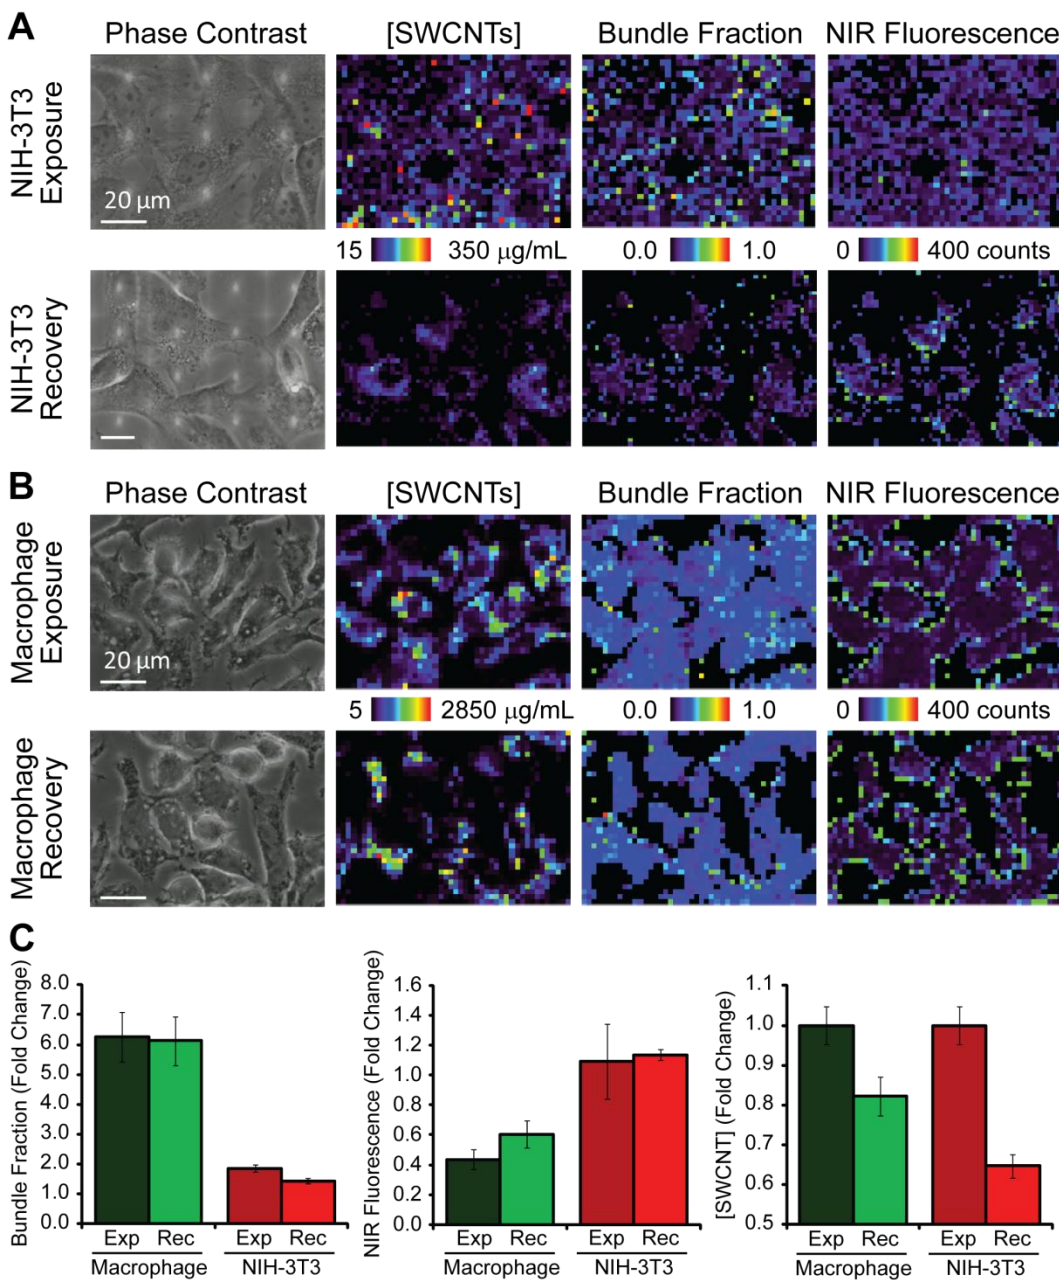 A
Phase Contrast [SWCNTs] Bundle Fraction NIR Fluorescence
NIH-3T3
Exposure
20 μm
15 350 μg/mL 0.0 1.0 0 400 counts
NIH-3T3
Recovery
B
Phase Contrast [SWCNTs] Bundle Fraction NIR Fluorescence
Macrophage
Exposure
20 μm
5 2850 μg/mL 0.0 1.0 0 400 counts
Macrophage
Recovery
C
Bundle Fraction (Fold Change)
8.0
7.0
6.0
5.0
4.0
3.0
2.0
1.0
0.0
Exp Rec Exp Rec
Macrophage NIH-3T3
NIR Fluorescence (Fold Change)
1.6
1.4
1.2
1.0
0.8
0.6
0.4
0.2
0.0
Exp Rec Exp Rec
Macrophage NIH-3T3
[SWCNT] (Fold Change)
1.1
1.0
0.9
0.8
0.7
0.6
0.5
Exp Rec Exp Rec
Macrophage NIH-3T3